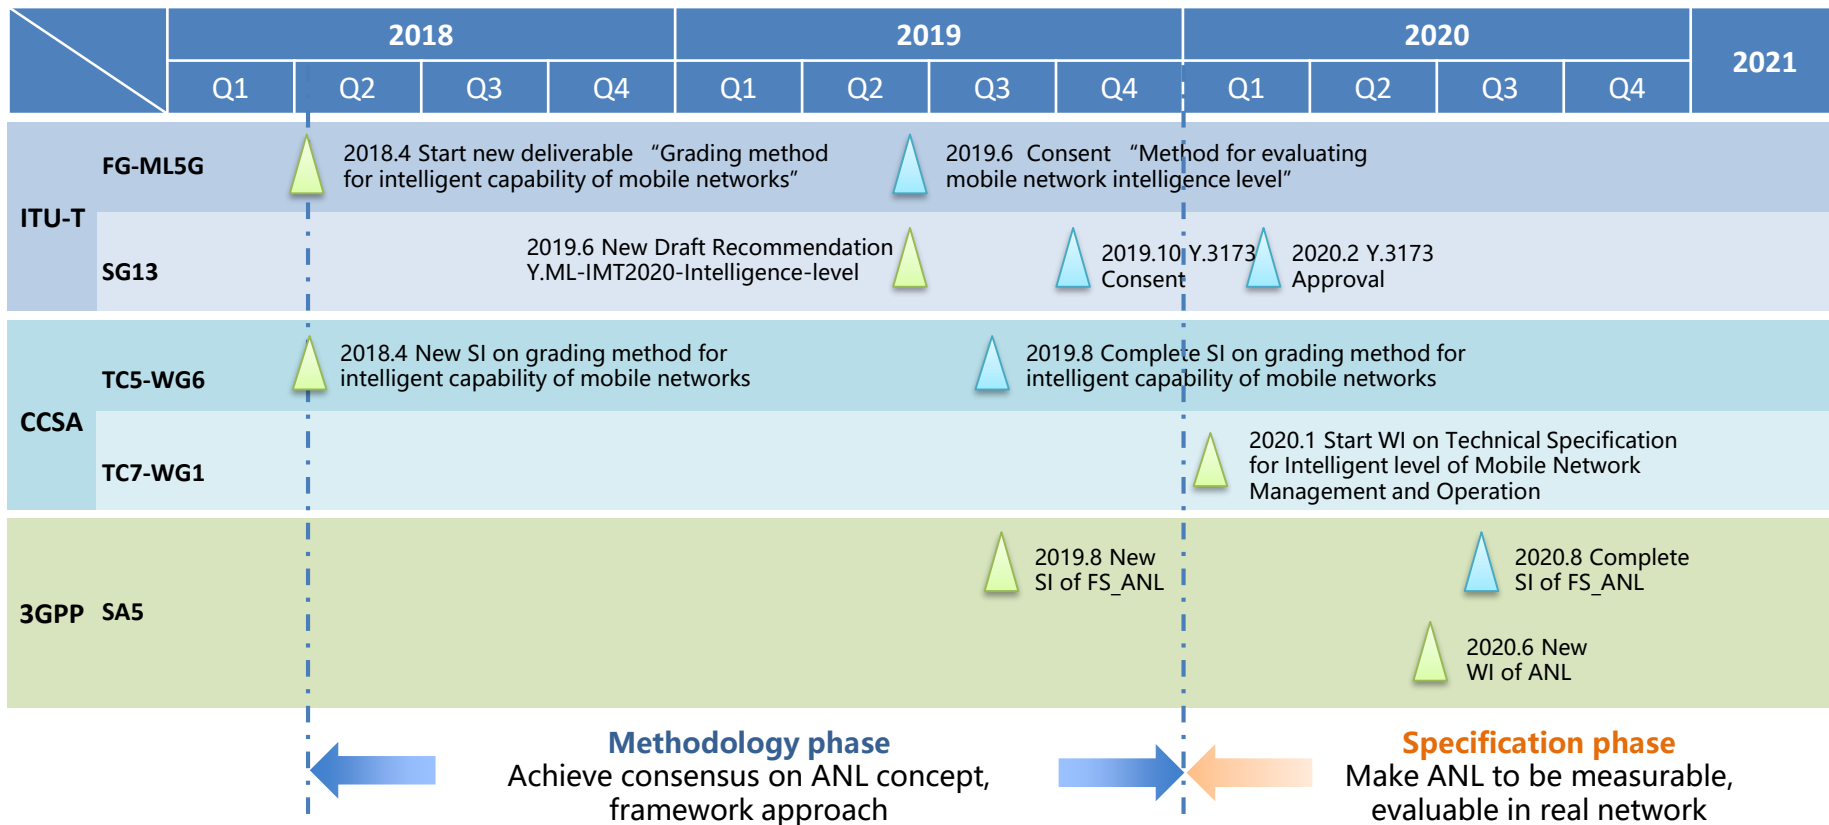 2018
2019
2020
2021
Q1 Q2 Q3 Q4 Q1 Q2 Q3 Q4 Q1 Q2 Q3 Q4
ITU-T
FG-ML5G
2018.4 Start new deliverable “Grading method
for intelligent capability of mobile networks”
2019.6 Consent “Method for evaluating
mobile network intelligence level”
SG13
2019.6 New Draft Recommendation
Y.ML-IMT2020-Intelligence-level
2019.10 Y.3173
Consent
2020.2 Y.3173
Approval
CCSA
TC5-WG6
2018.4 New SI on grading method for
intelligent capability of mobile networks
2019.8 Complete SI on grading method for
intelligent capability of mobile networks
TC7-WG1
2020.1 Start WI on Technical Specification
for Intelligent level of Mobile Network
Management and Operation
3GPP
SA5
2019.8 New
SI of FS_ANL
2020.8 Complete
SI of FS_ANL
2020.6 New
WI of ANL
Methodology phase
Achieve consensus on ANL concept,
framework approach
Specification phase
Make ANL to be measurable,
evaluable in real network